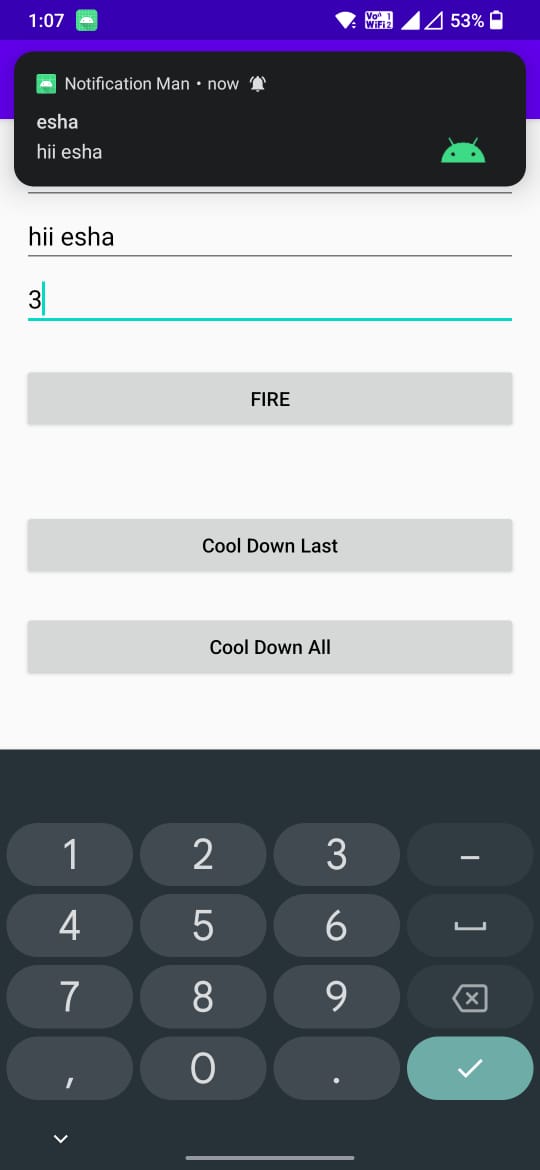 1:07 Vo 1 WiFi2 53%
Notification Man • now
esha
hii esha
hii esha
3
FIRE
Cool Down Last
Cool Down All
1 2 3 –
4 5 6
7 8 9
, 0 .